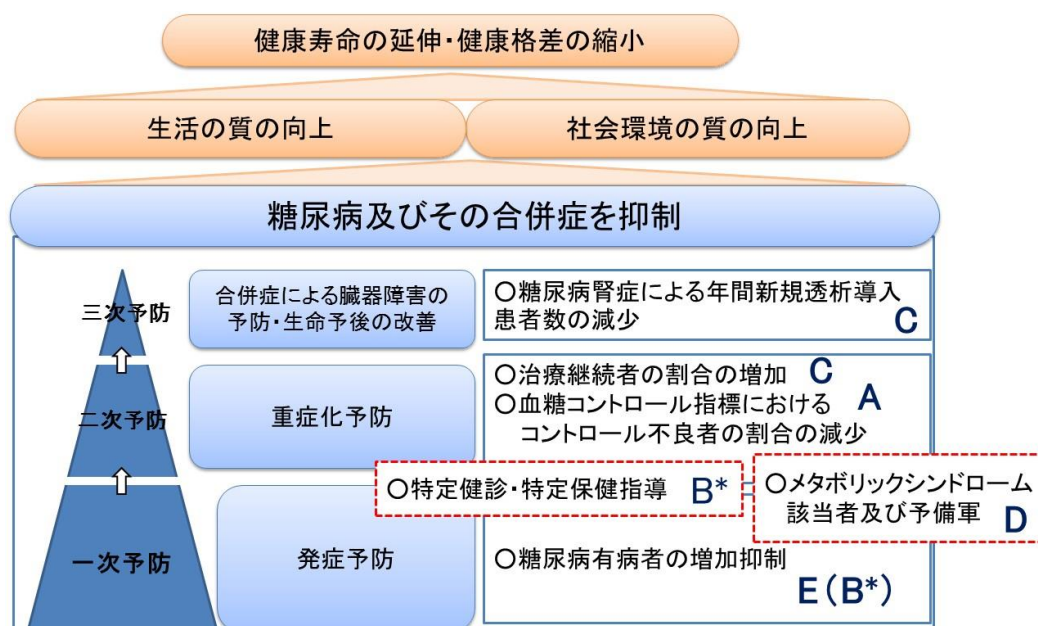 健康寿命の延伸・健康格差の縮小
生活の質の向上
社会環境の質の向上
糖尿病及びその合併症を抑制
三次予防
合併症による臓器障害の
予防・生命予後の改善
○糖尿病腎症による年間新規透析導入
患者数の減少 C
二次予防
重症化予防
○治療継続者の割合の増加 C
○血糖コントロール指標における A
コントロール不良者の割合の減少
○特定健診・特定保健指導 B*
○メタボリックシンドローム
該当者及び予備軍 D
一次予防
発症予防
○糖尿病有病者の増加抑制
E(B*)